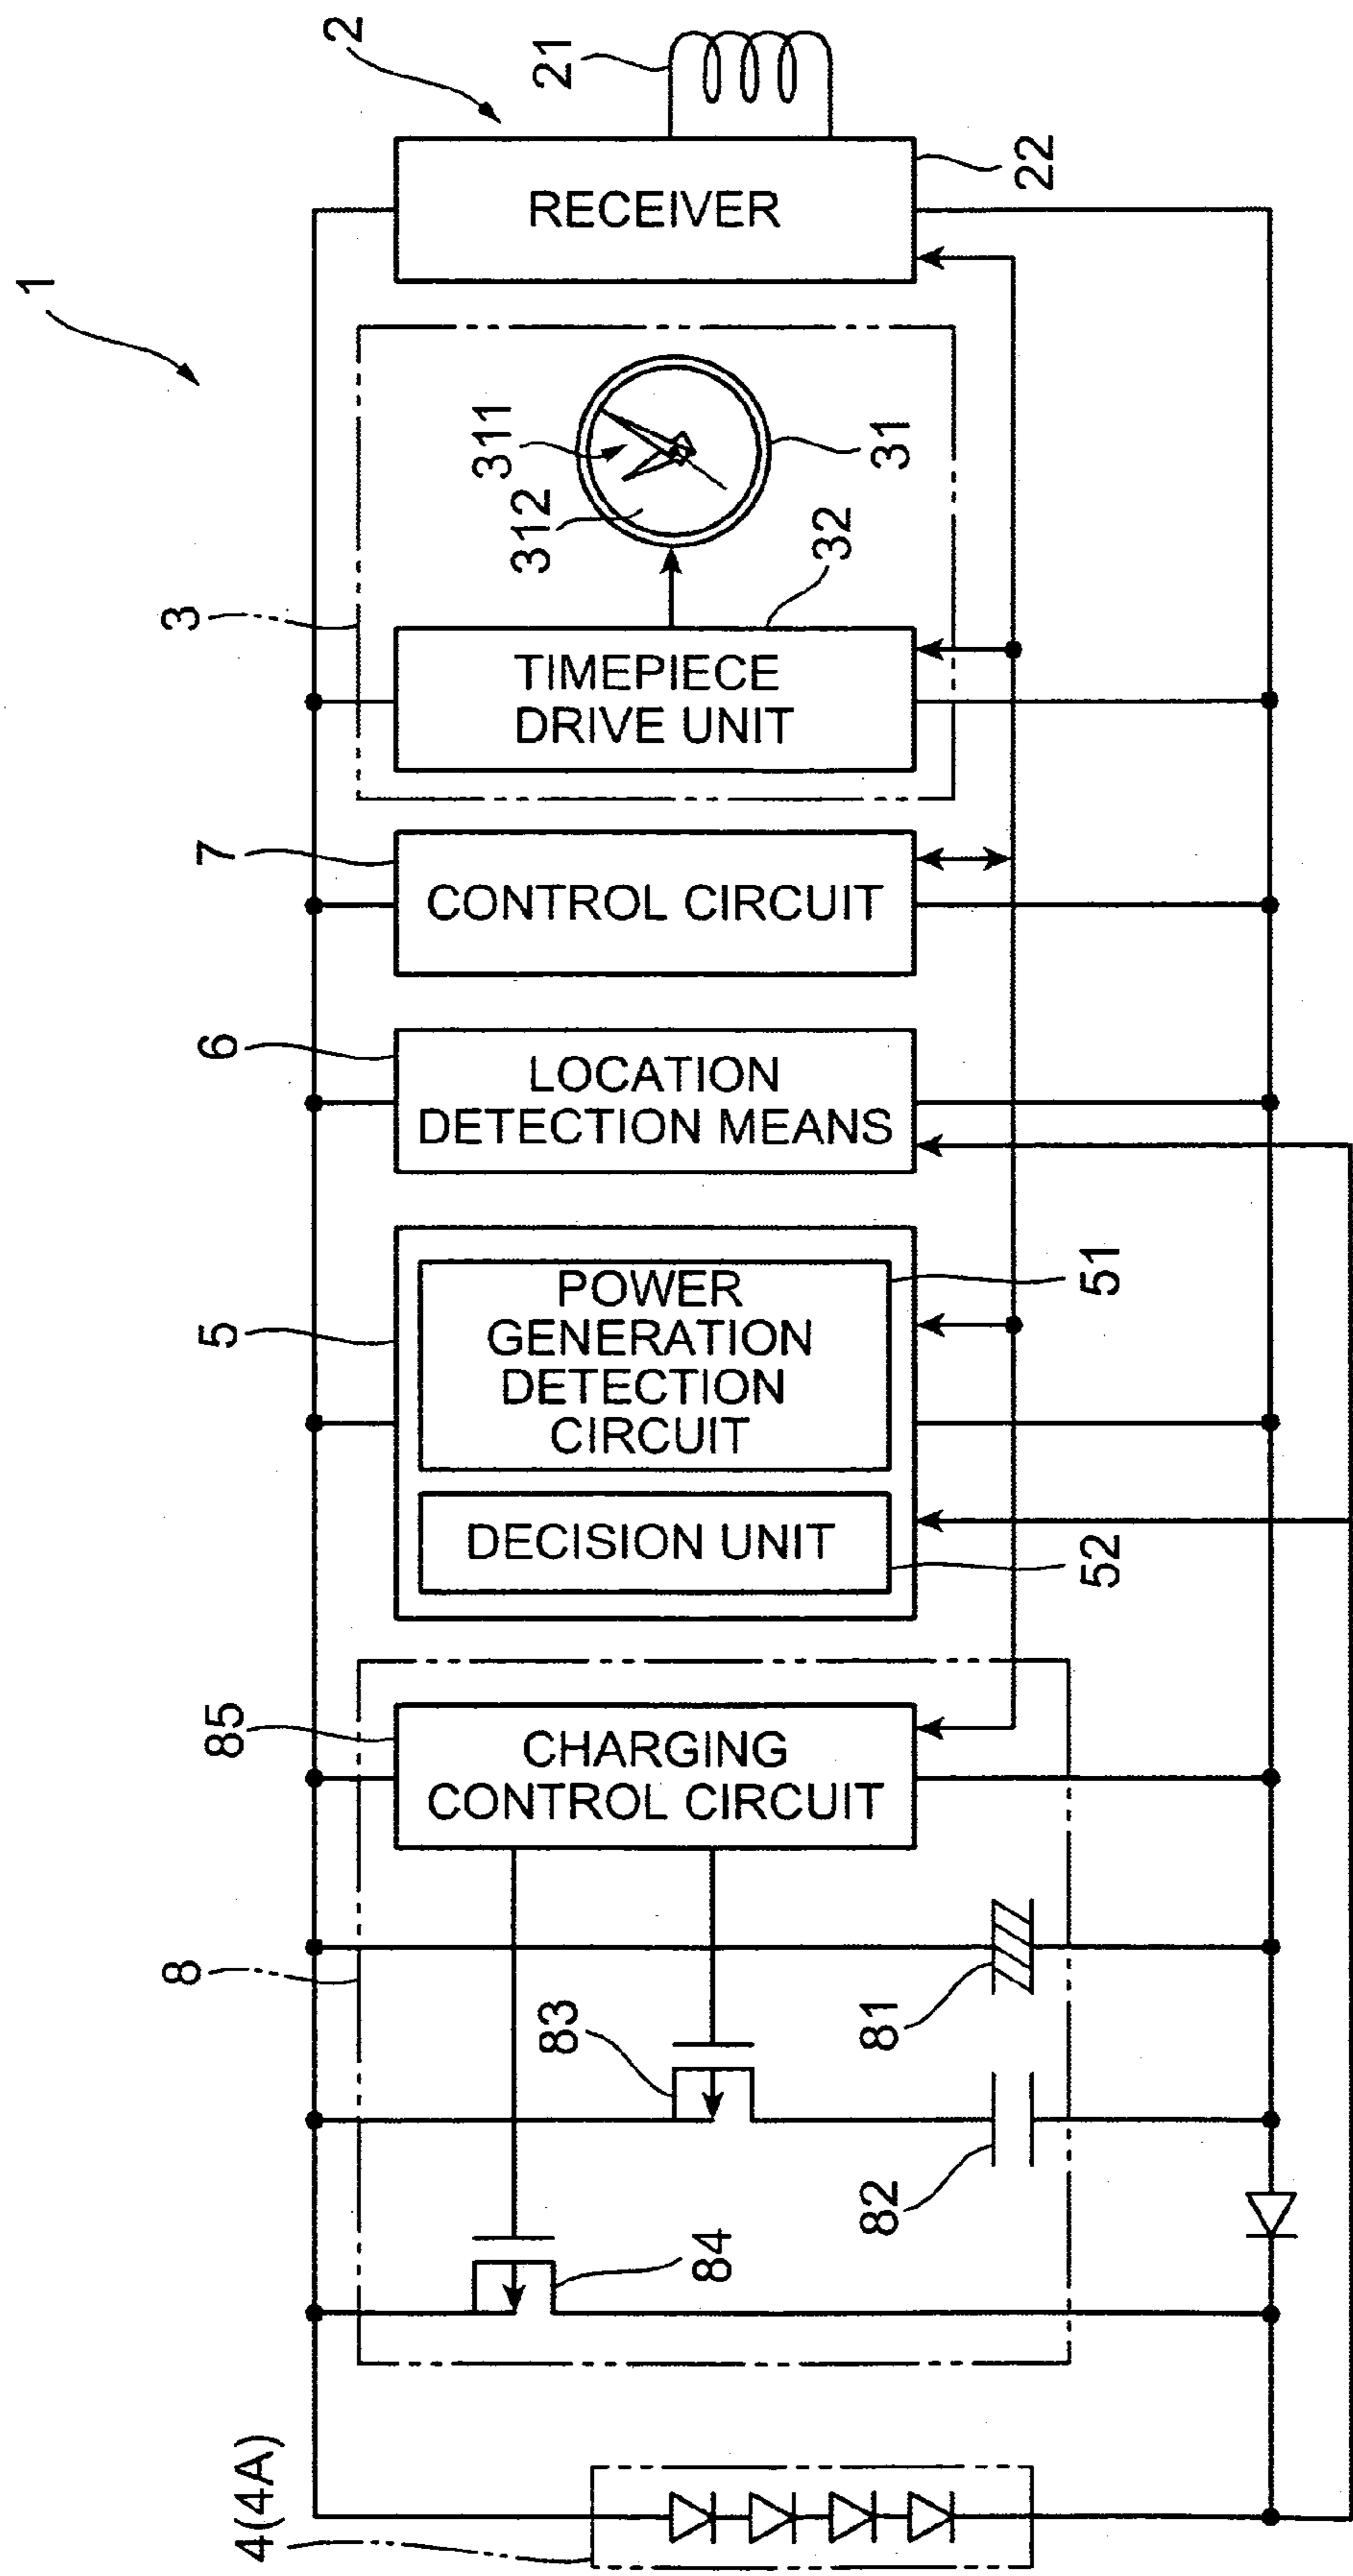 1
2
21
RECEIVER
22
3
311
312
31
TIMEPIECE
DRIVE UNIT
32
7
CONTROL CIRCUIT
6
LOCATION
DETECTION MEANS
5
POWER
GENERATION
DETECTION
CIRCUIT
51
DECISION UNIT
52
85
CHARGING
CONTROL CIRCUIT
8
83
81
82
84
4(4A)